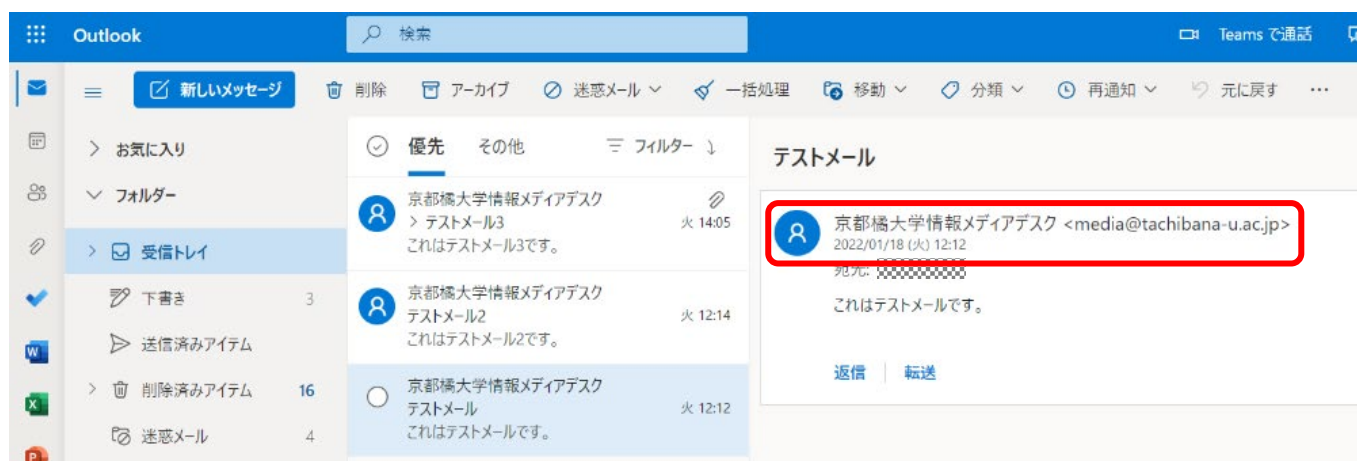 Outlook
検索
Teams で通話
新しいメッセージ
削除
アーカイブ
迷惑メール
一括処理
移動
分類
再通知
元に戻す
お気に入り
フォルダー
受信トレイ
下書き 3
送信済みアイテム
削除済みアイテム 16
迷惑メール 4
優先 その他 フィルター
京都橘大学情報メディアデスク
> テストメール3 火 14:05
これはテストメール3です。
京都橘大学情報メディアデスク
テストメール2 火 12:14
これはテストメール2です。
京都橘大学情報メディアデスク
テストメール 火 12:12
これはテストメールです。
テストメール
京都橘大学情報メディアデスク <media@tachibana-u.ac.jp>
2022/01/18 (火) 12:12
宛先:
これはテストメールです。
返信 転送